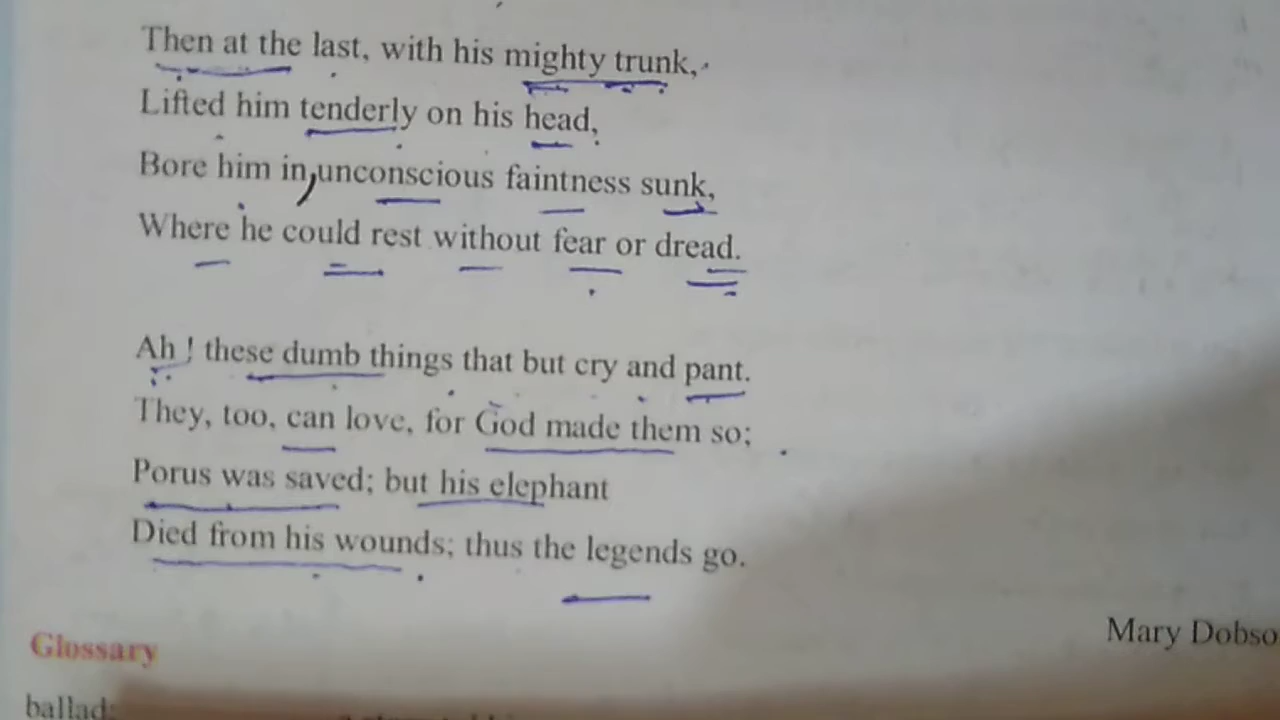 Then at the last, with his mighty trunk,
Lifted him tenderly on his head,
Bore him in, unconscious faintness sunk,
Where he could rest without fear or dread.
Ah ! these dumb things that but cry and pant.
They, too, can love, for God made them so;
Porus was saved; but his elephant
Died from his wounds; thus the legends go.
Mary Dobso
Glossary
ballad: